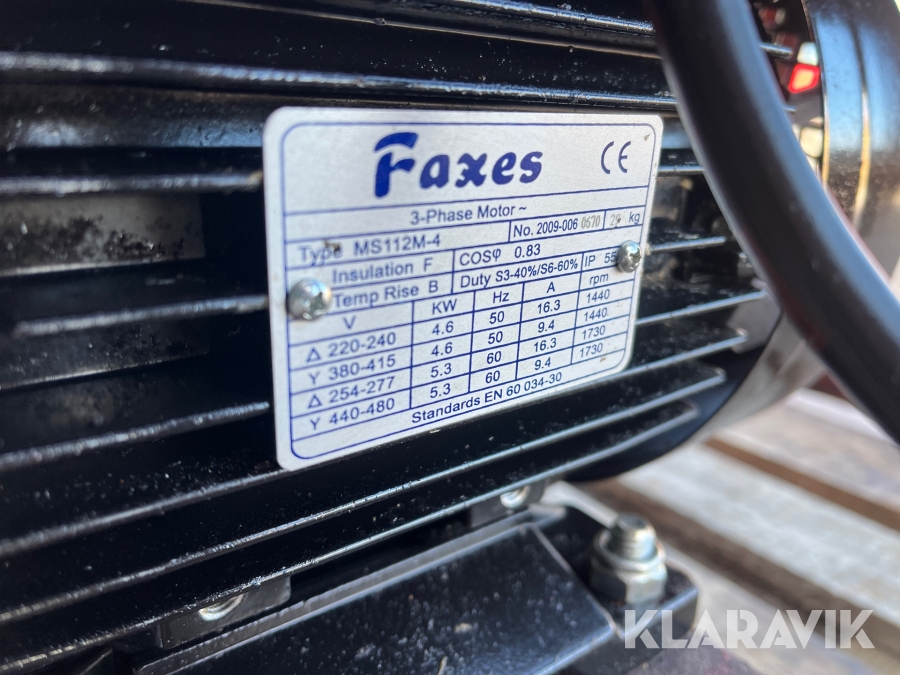 Faxes CE
3-Phase Motor ~
Type MS112M-4 No. 2009-006 0670 kg
Insulation F COSφ 0.83
Temp Rise B Duty S3-40%/S6-60% IP 55
V KW Hz A rpm
Δ 220-240 4.6 50 16.3 1440
Y 380-415 4.6 50 9.4 1440
Δ 254-277 5.3 60 16.3 1730
Y 440-480 5.3 60 9.4 1730
Standards EN 60 034-30
KLARAVIK